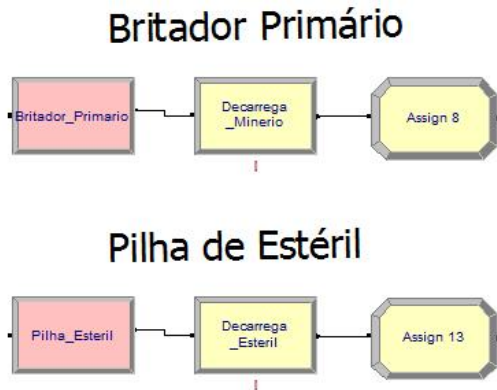 Britador Primário
Britador_Primario
Decarrega
_Minerio
Assign 8
Pilha de Estéril
Pilha_Esteril
Decarrega
_Esteril
Assign 13